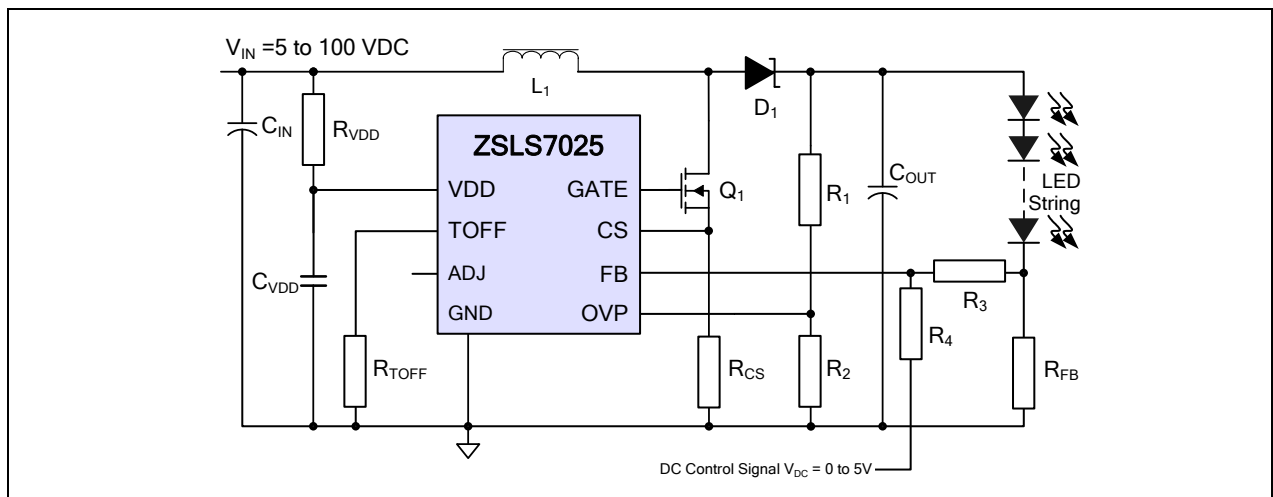 V_IN =5 to 100 VDC
L₁
D₁
C_IN
R_VDD
ZSLS7025
VDD
GATE
Q₁
R₁
C_OUT
LED
String
TOFF
CS
ADJ
FB
C_VDD
R₃
GND
OVP
R₄
R_TOFF
R_CS
R₂
R_FB
DC Control Signal V_DC = 0 to 5V